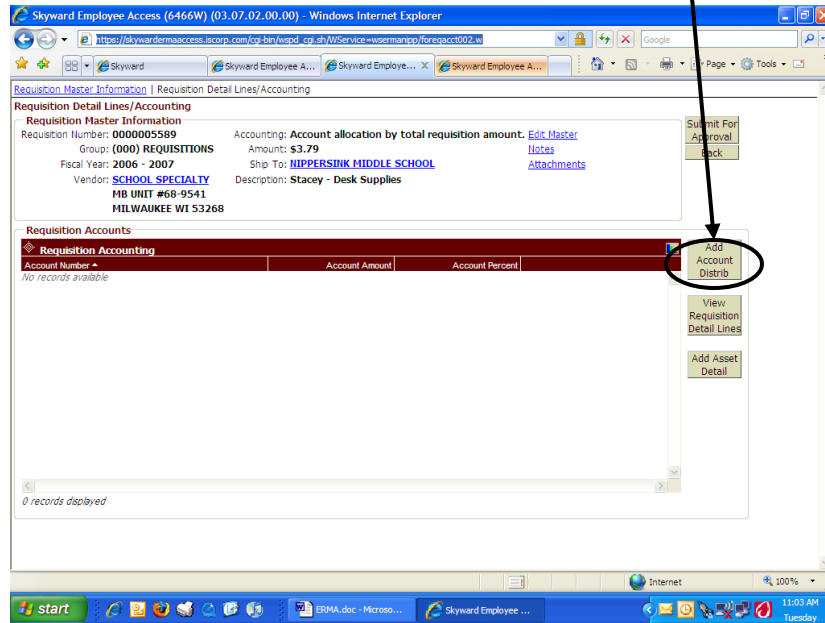 Skyward Employee Access (6466W) (03.07.02.00.00) - Windows Internet Explorer
https://skywardermaaccess.iscorp.com/cgi-bin/wspd_cgi.sh/WService=wsermanipp/foreqacct002.w
Google
Skyward Skyward Employee A... Skyward Employe... Skyward Employee A... Page Tools
Requisition Master Information | Requisition Detail Lines/Accounting
Requisition Detail Lines/Accounting
Requisition Master Information
Requisition Number: 0000005589 Accounting: Account allocation by total requisition amount. Edit Master
Group: (000) REQUISITIONS Amount: $3.79 Notes
Fiscal Year: 2006 - 2007 Ship To: NIPPERSINK MIDDLE SCHOOL Attachments
Vendor: SCHOOL SPECIALTY Description: Stacey - Desk Supplies
MB UNIT #68-9541
MILWAUKEE WI 53268
Submit For
Approval
Back
Requisition Accounts
Requisition Accounting
Account Number Account Amount Account Percent
No records available
Add
Account
Distrib
View
Requisition
Detail Lines
Add Asset
Detail
0 records displayed
Internet 100%
start ERMA.doc - Microso... Skyward Employee ... 11:03 AM
Tuesday